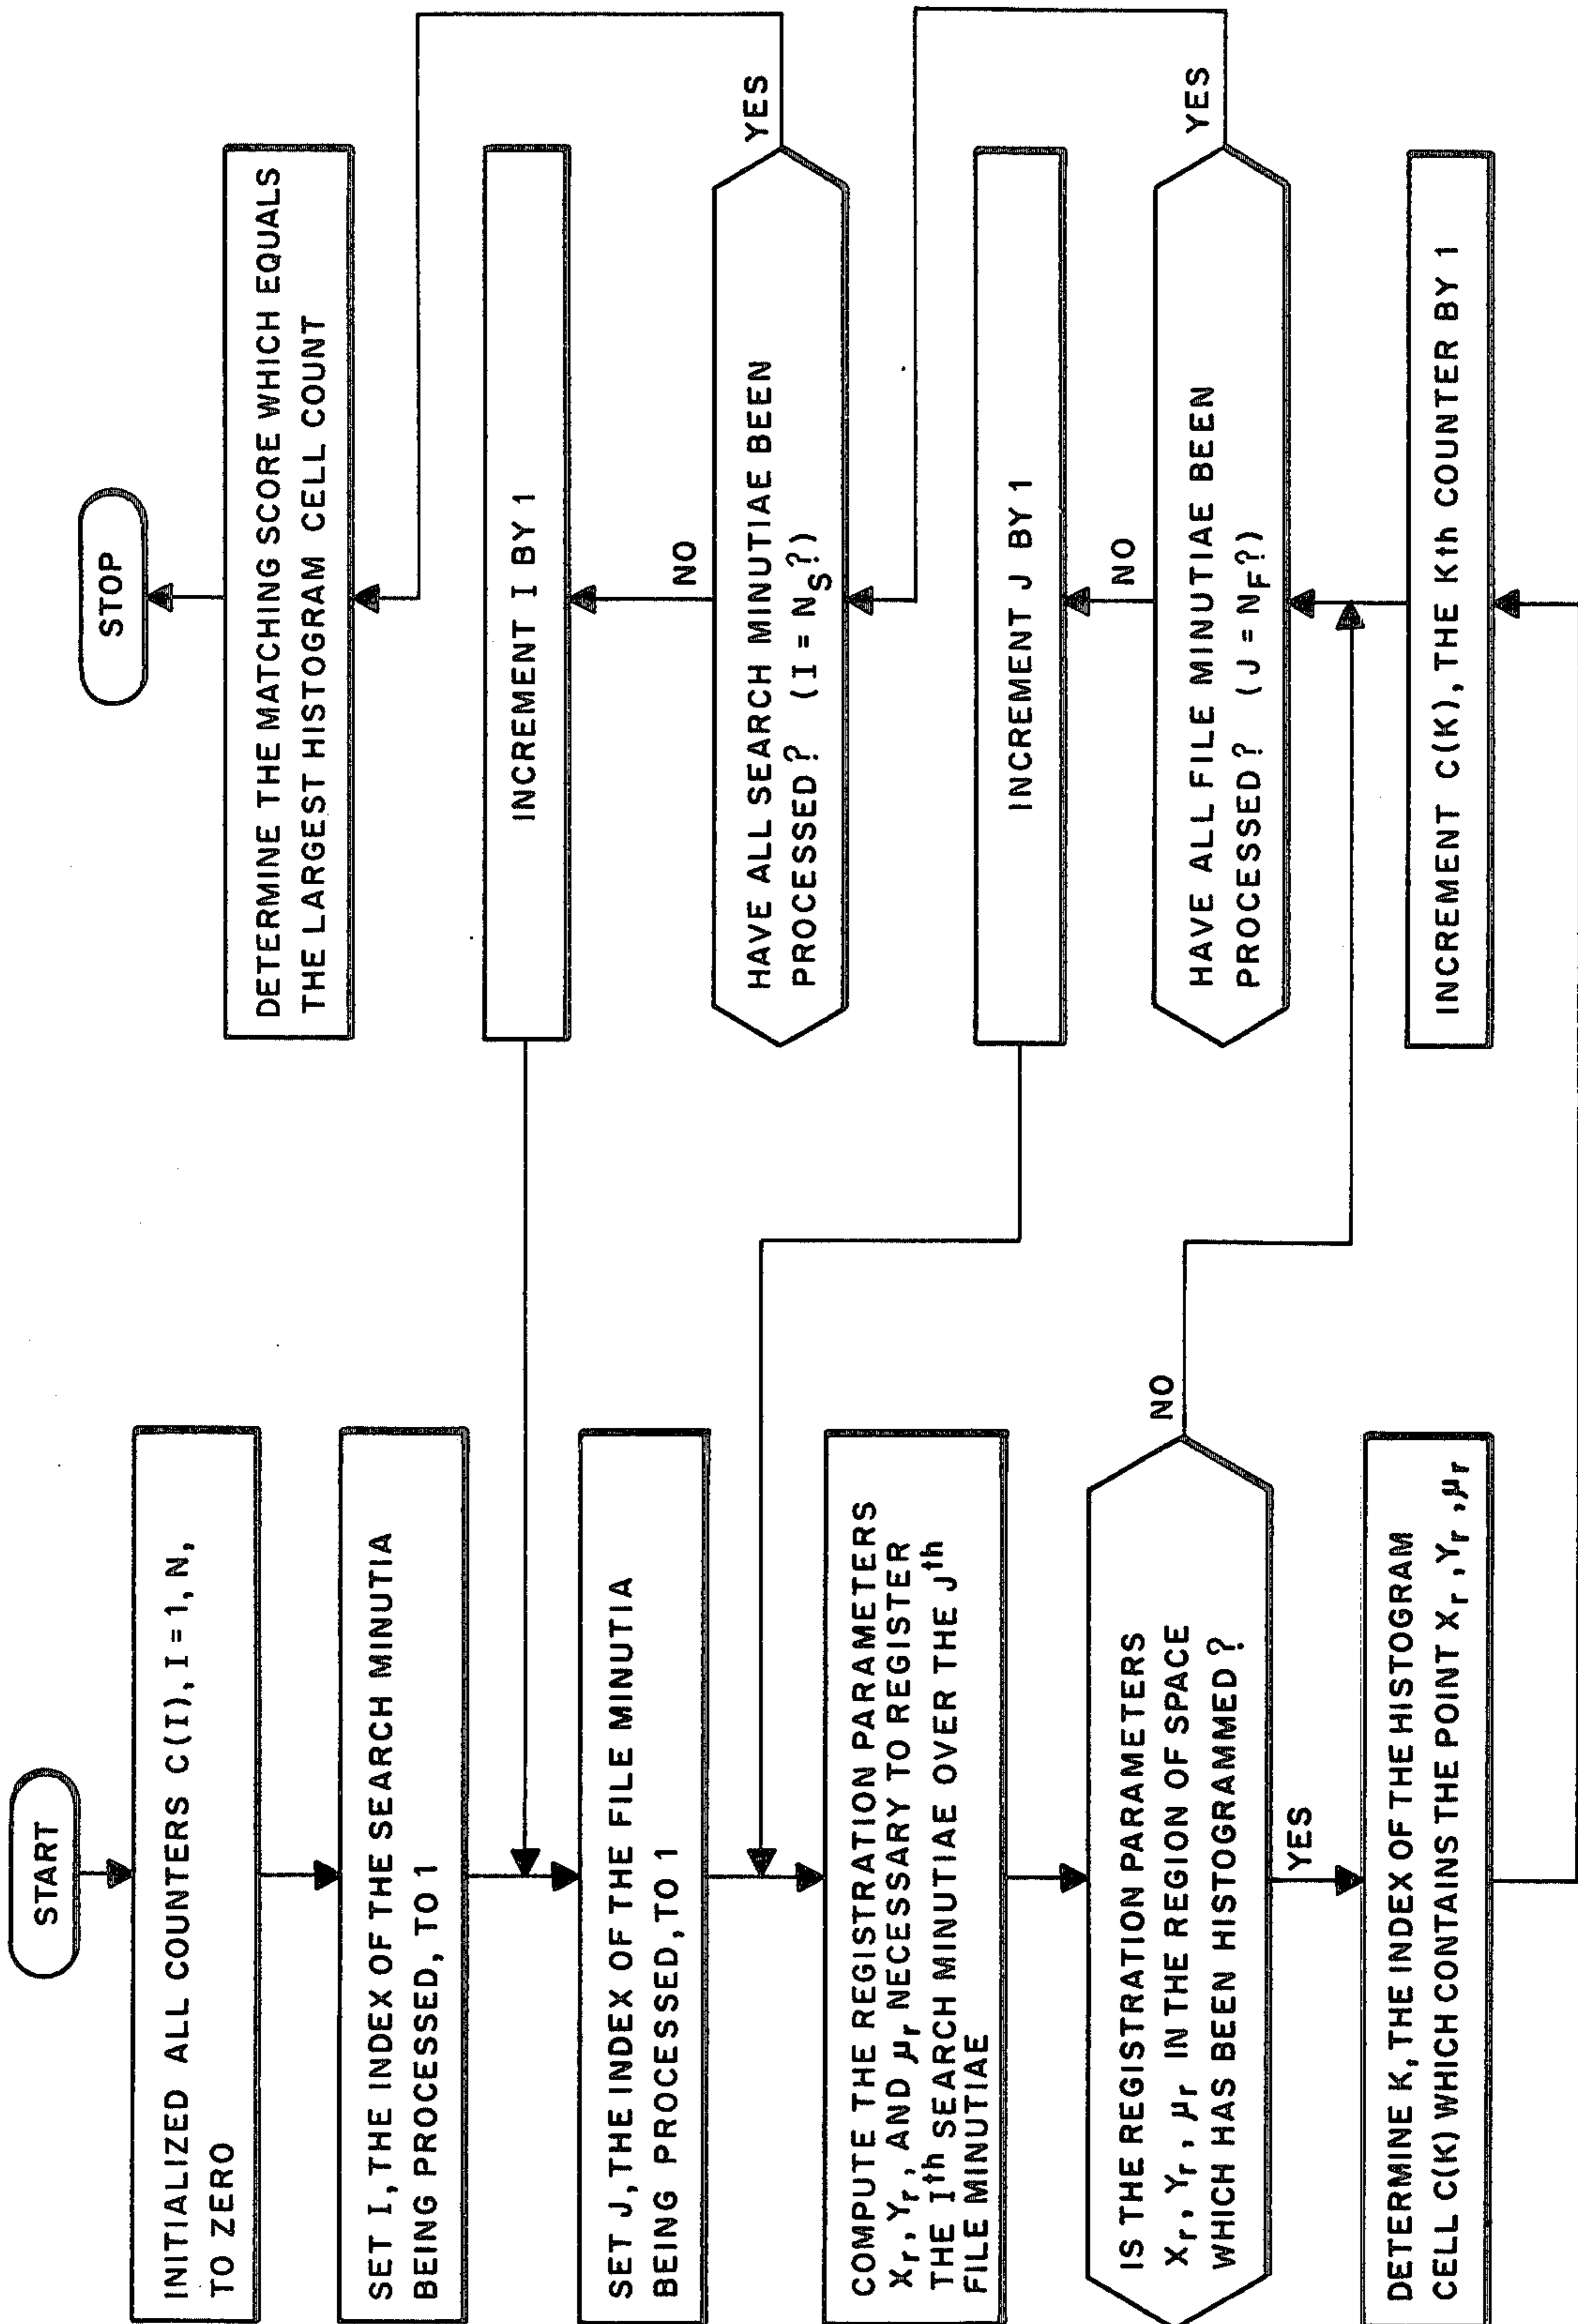 START
INITIALIZED ALL COUNTERS C(I), I = 1, N,
TO ZERO
SET I, THE INDEX OF THE SEARCH MINUTIA
BEING PROCESSED, TO 1
SET J, THE INDEX OF THE FILE MINUTIA
BEING PROCESSED, TO 1
COMPUTE THE REGISTRATION PARAMETERS
Xr, Yr, AND μr NECESSARY TO REGISTER
THE Ith SEARCH MINUTIAE OVER THE Jth
FILE MINUTIAE
IS THE REGISTRATION PARAMETERS
Xr, Yr, μr IN THE REGION OF SPACE
WHICH HAS BEEN HISTOGRAMMED?
NO
YES
DETERMINE K, THE INDEX OF THE HISTOGRAM
CELL C(K) WHICH CONTAINS THE POINT Xr, Yr, μr
STOP
DETERMINE THE MATCHING SCORE WHICH EQUALS
THE LARGEST HISTOGRAM CELL COUNT
INCREMENT I BY 1
NO
YES
HAVE ALL SEARCH MINUTIAE BEEN
PROCESSED? (I = NS?)
INCREMENT J BY 1
NO
YES
HAVE ALL FILE MINUTIAE BEEN
PROCESSED? (J = NF?)
INCREMENT C(K), THE Kth COUNTER BY 1